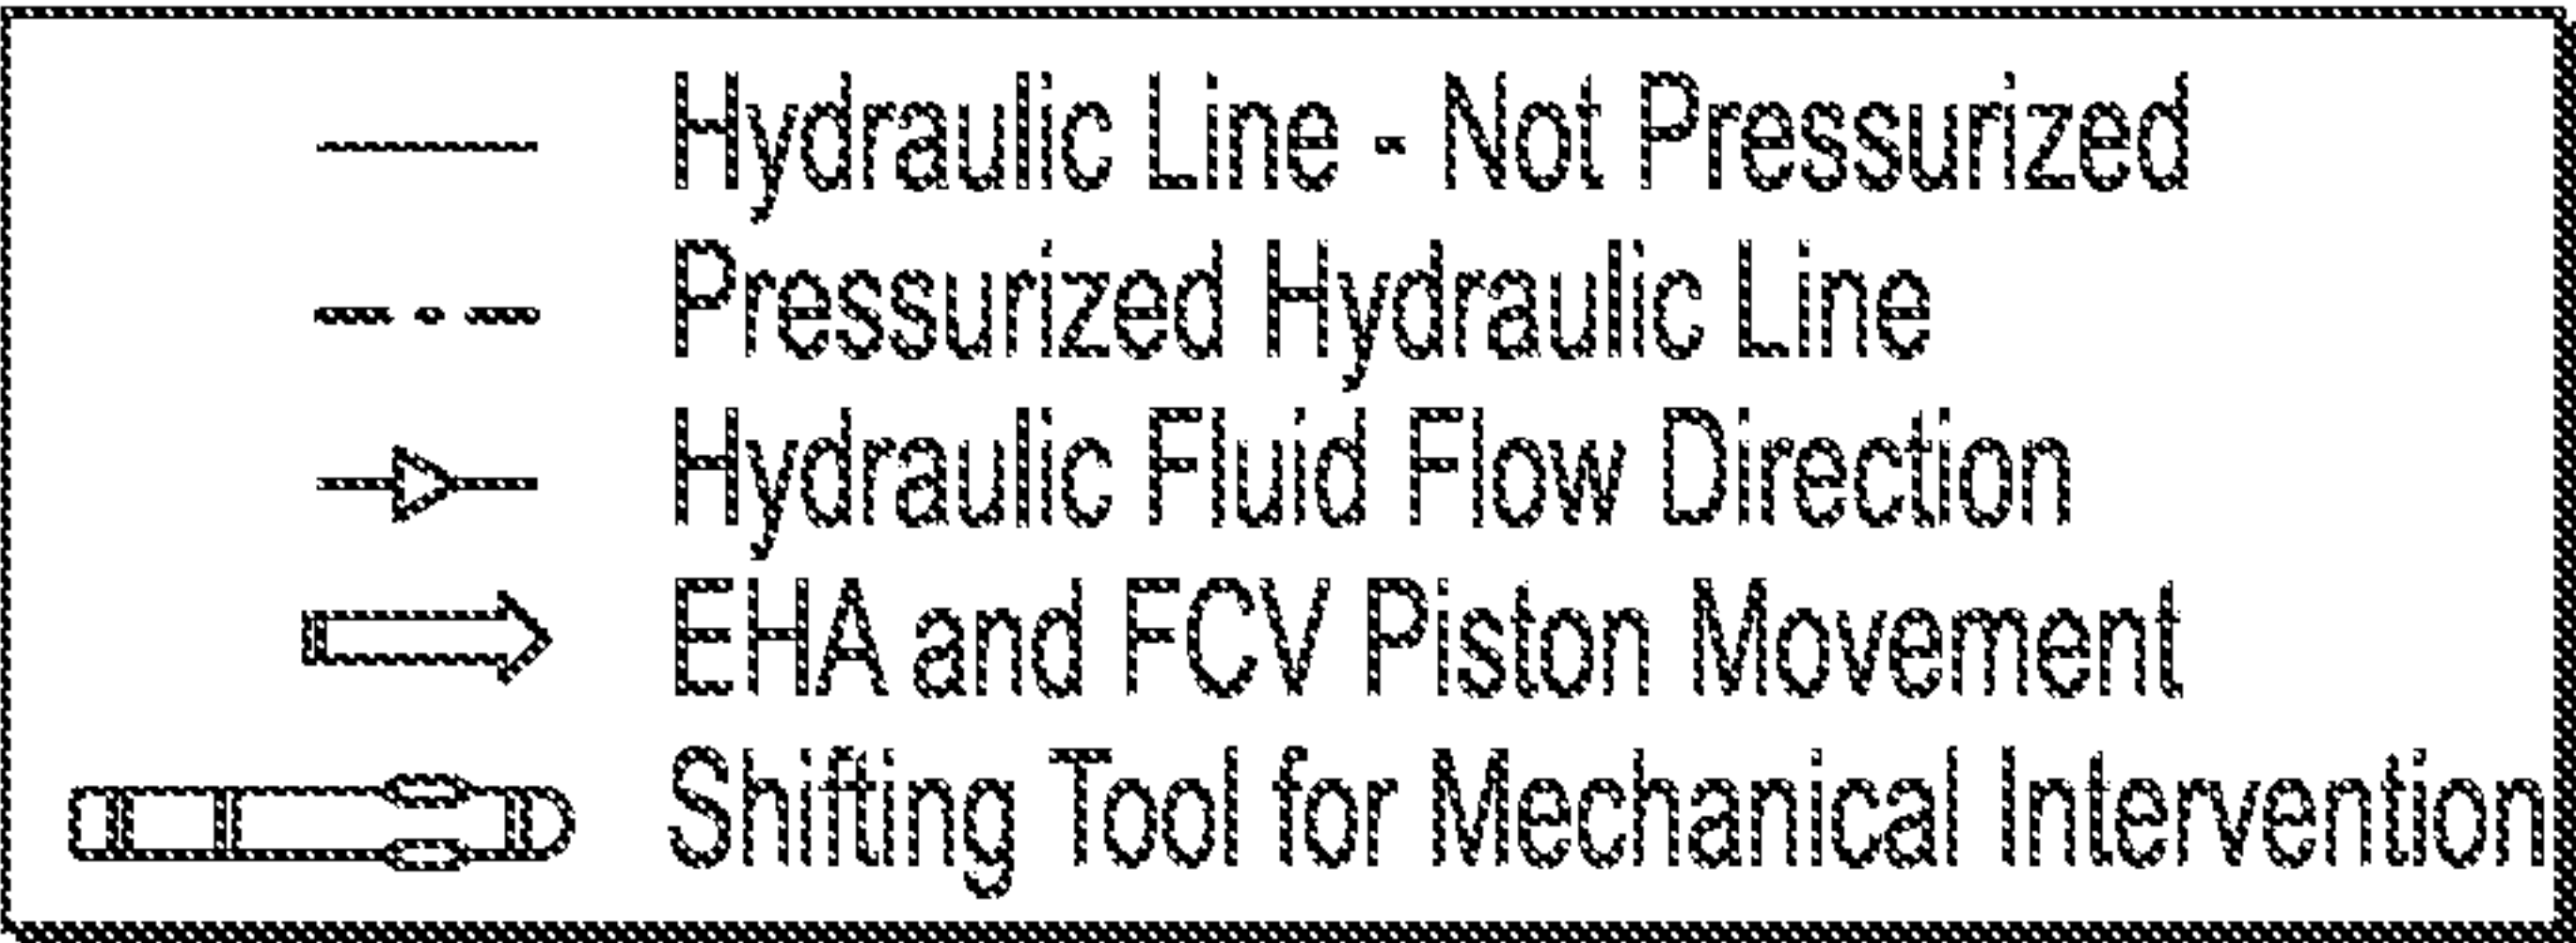 Hydraulic Line - Not Pressurized
Pressurized Hydraulic Line
Hydraulic Fluid Flow Direction
EHA and FCV Piston Movement
Shifting Tool for Mechanical Intervention